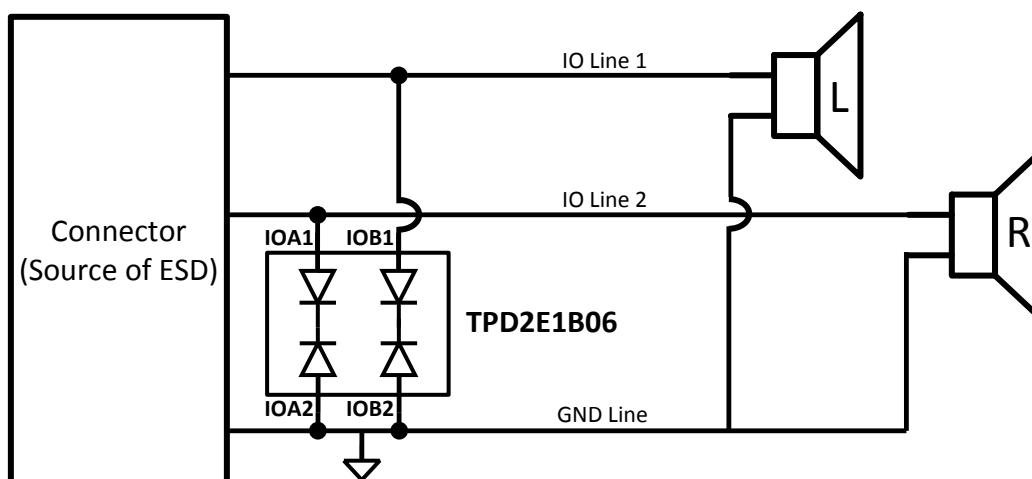 IO Line 1
L
IO Line 2
R
Connector
(Source of ESD)
IOA1 IOB1
TPD2E1B06
IOA2 IOB2
GND Line